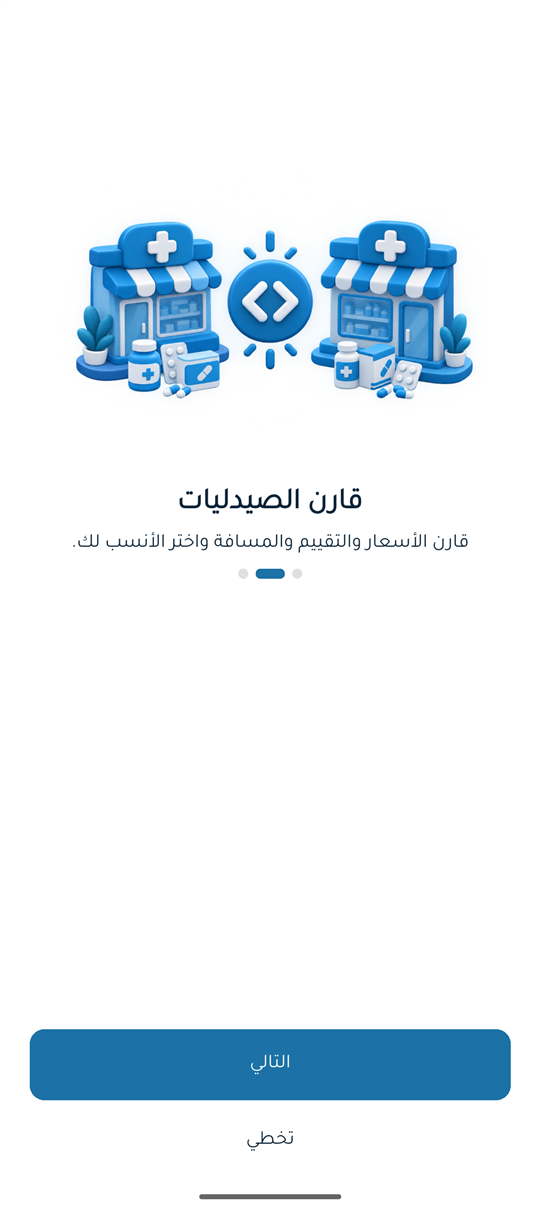 قارن الصيدليات
قارن الأسعار والتقييم والمسافة واختر الأنسب لك.
التالي
تخطي